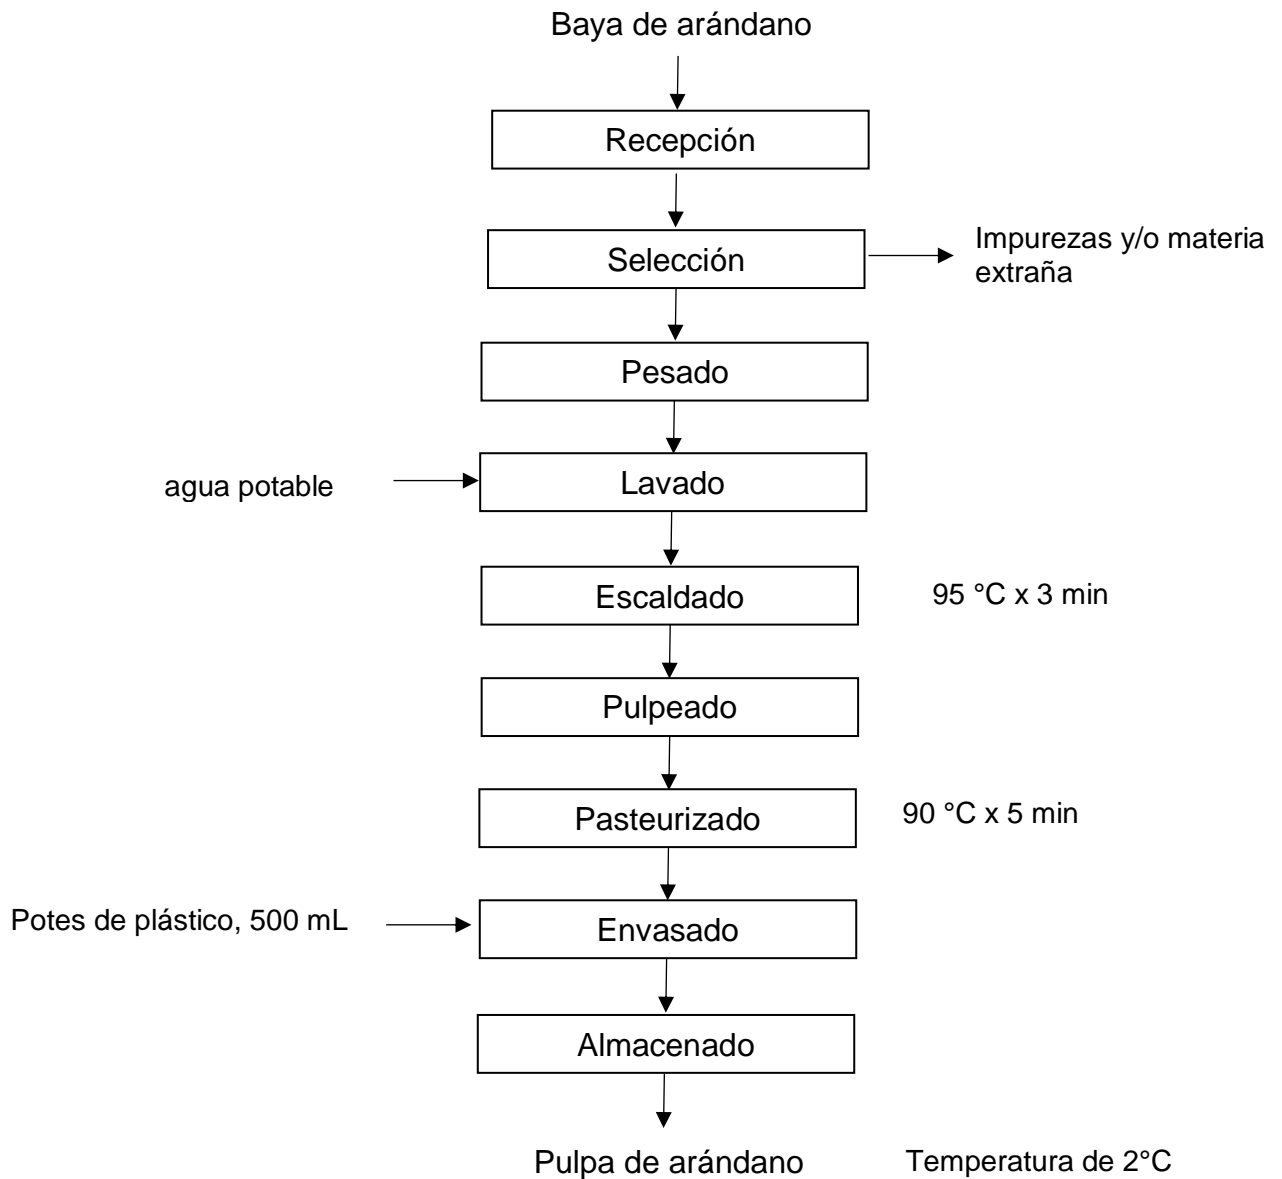 Baya de arándano
Recepción
Selección
Impurezas y/o materia
extraña
Pesado
agua potable
Lavado
Escaldado
95 °C x 3 min
Pulpeado
Pasteurizado
90 °C x 5 min
Potes de plástico, 500 mL
Envasado
Almacenado
Pulpa de arándano
Temperatura de 2°C